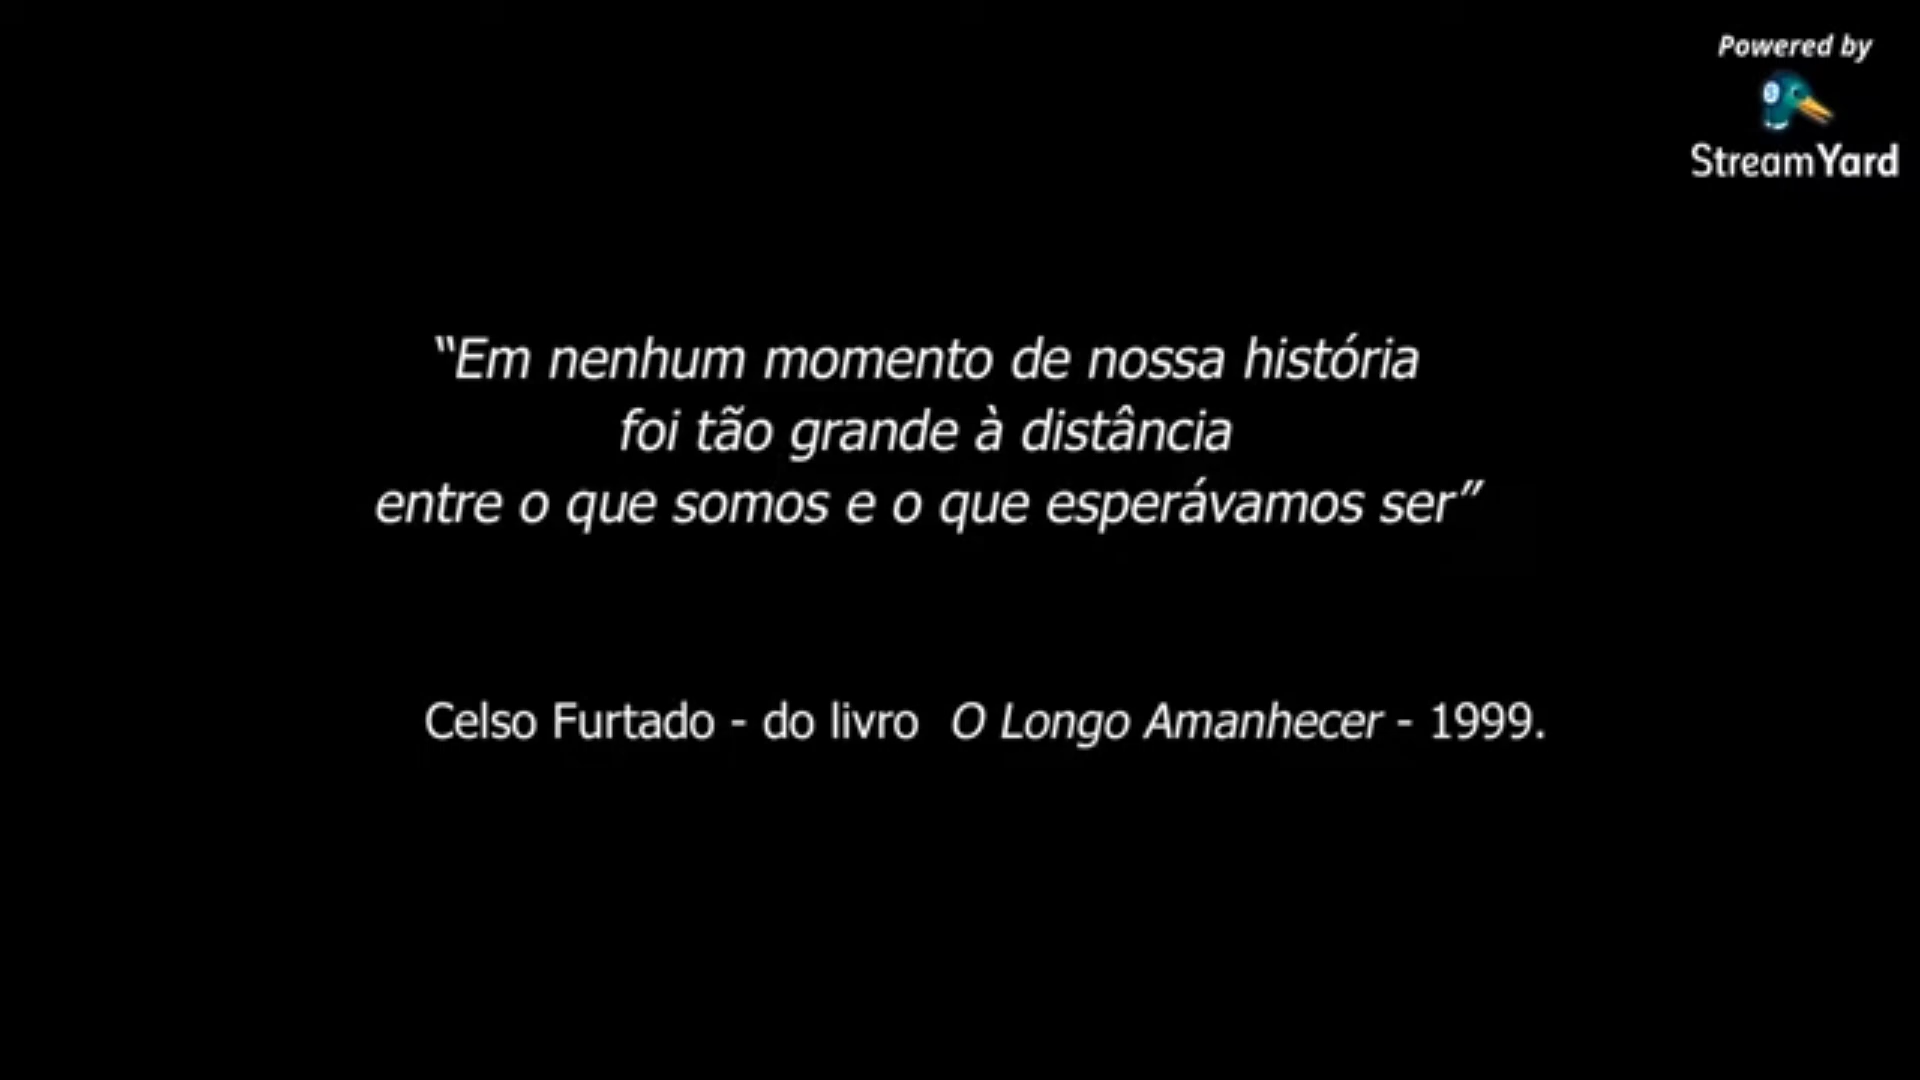 Powered by
StreamYard
“Em nenhum momento de nossa história
foi tão grande à distância
entre o que somos e o que esperávamos ser”
Celso Furtado - do livro O Longo Amanhecer - 1999.